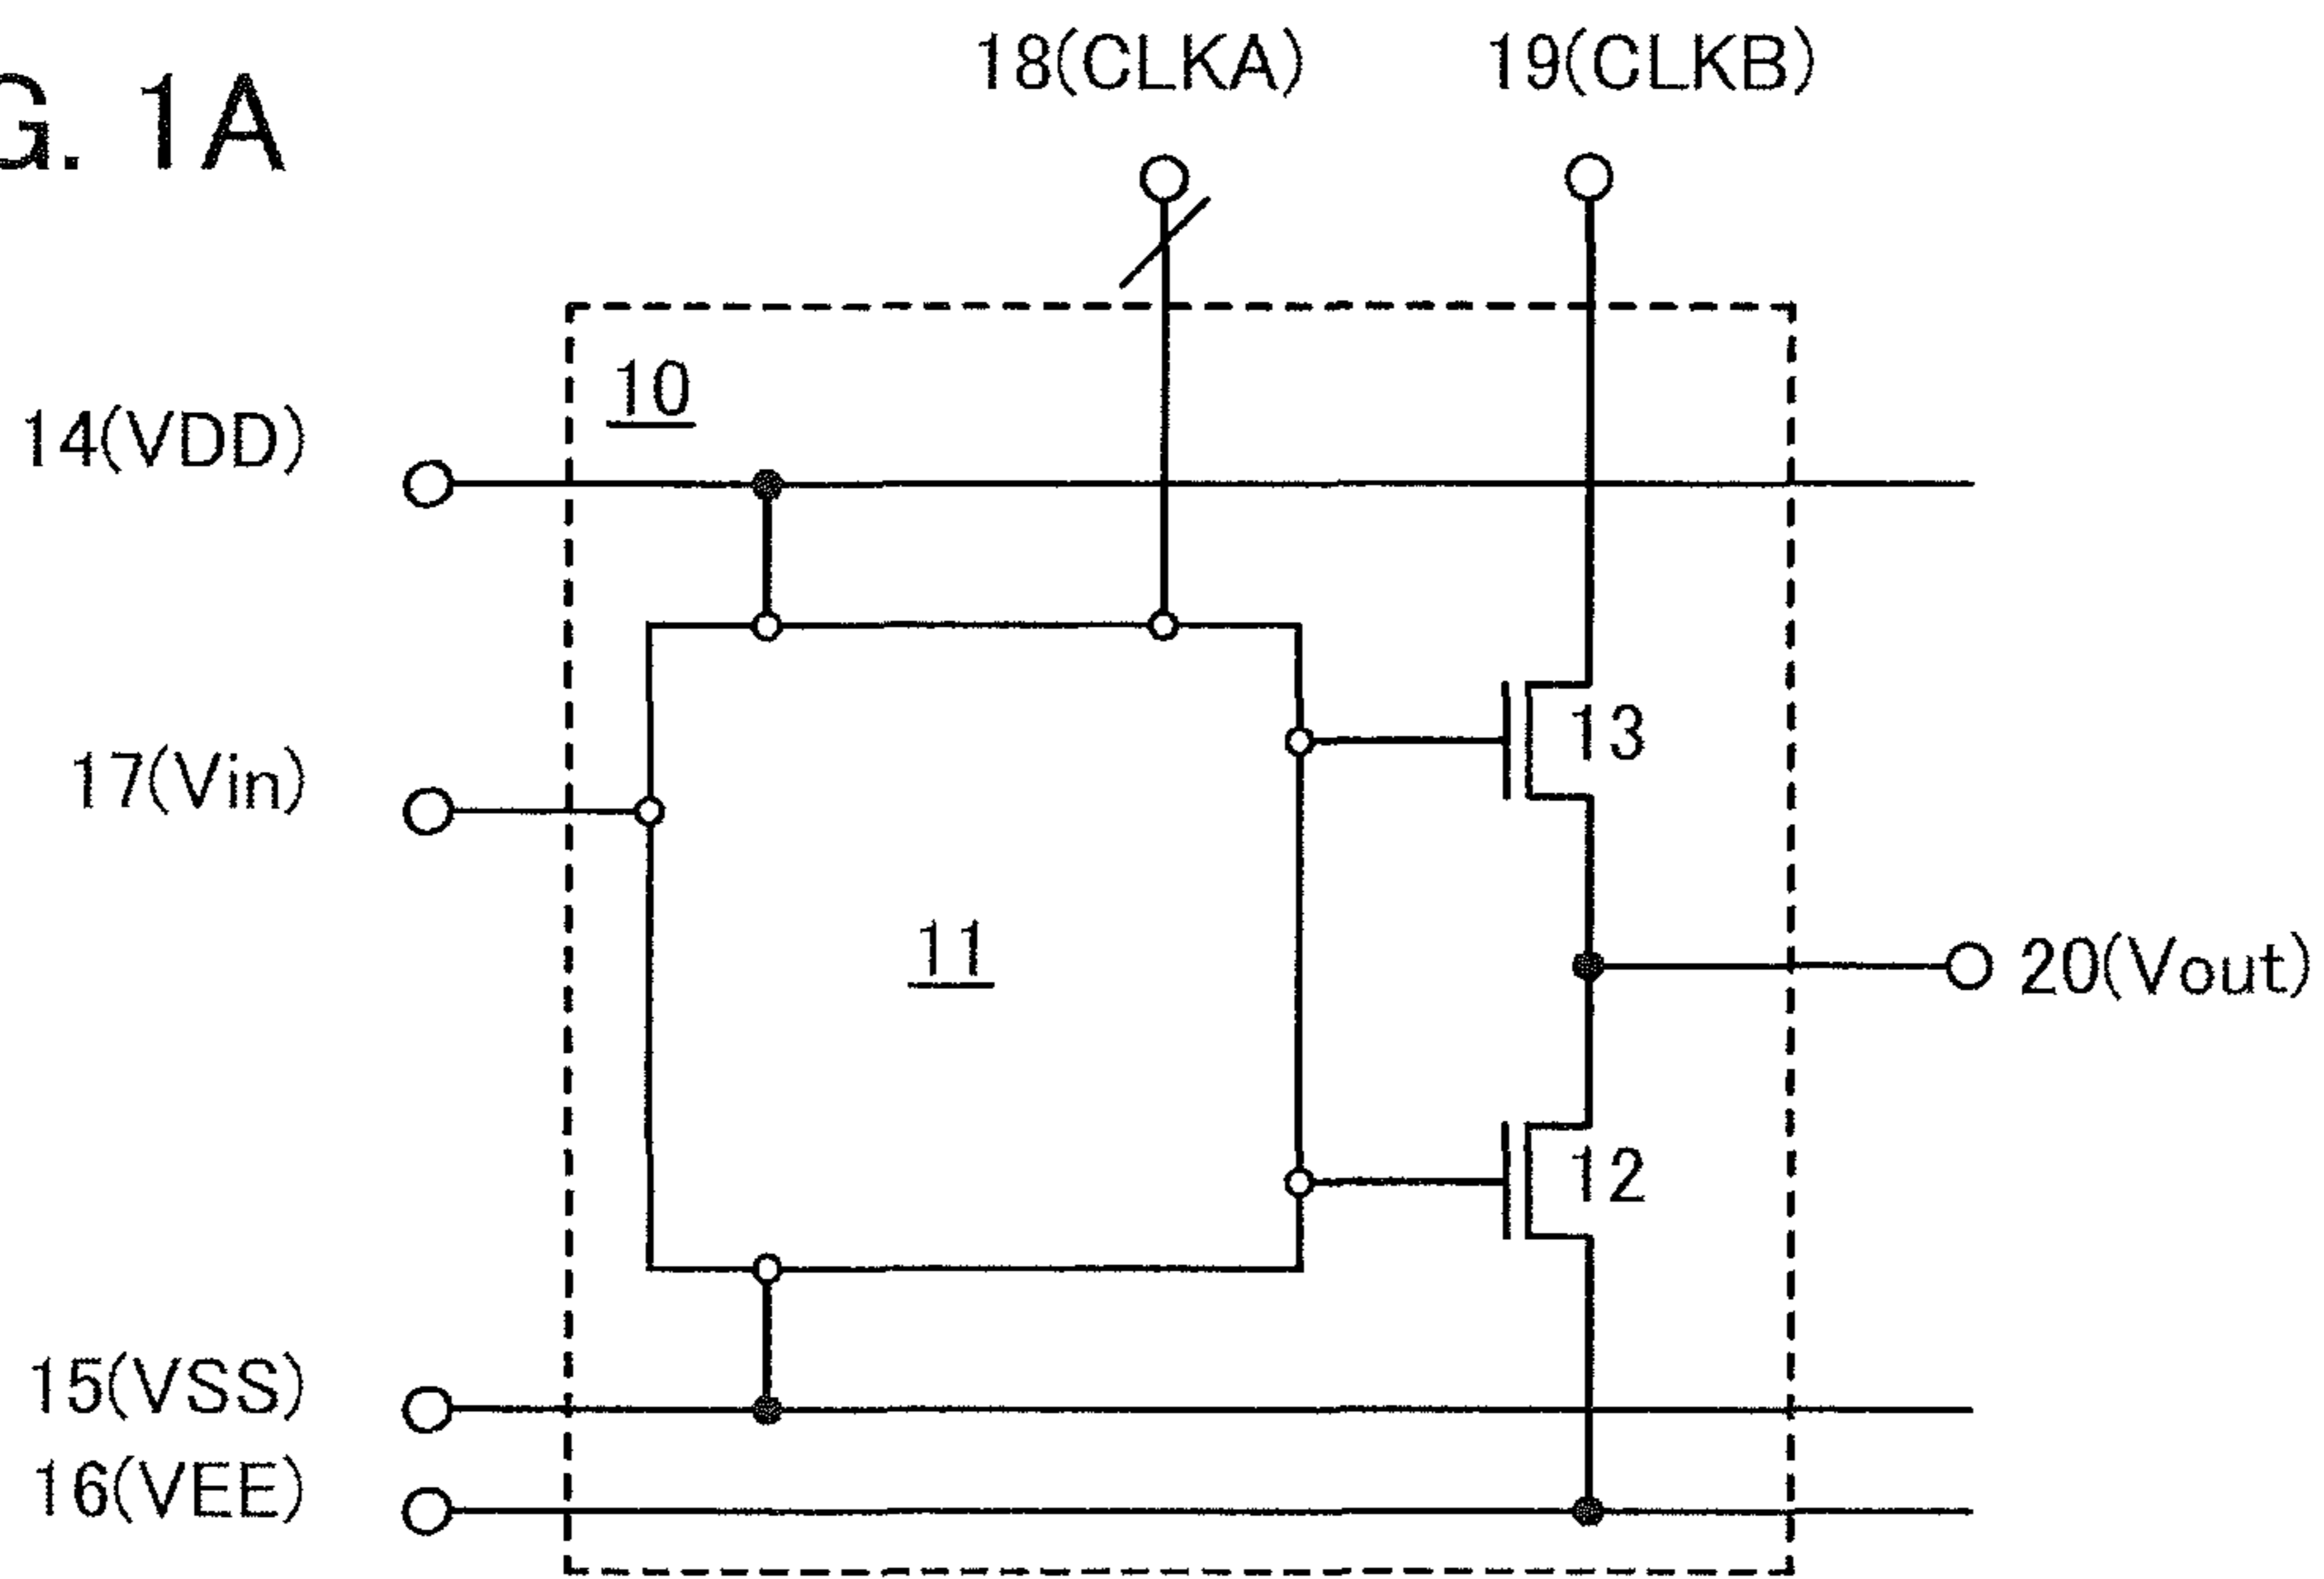 G. 1A
18(CLKA)
19(CLKB)
10
14(VDD)
13
17(Vin)
11
20(Vout)
12
15(VSS)
16(VEE)